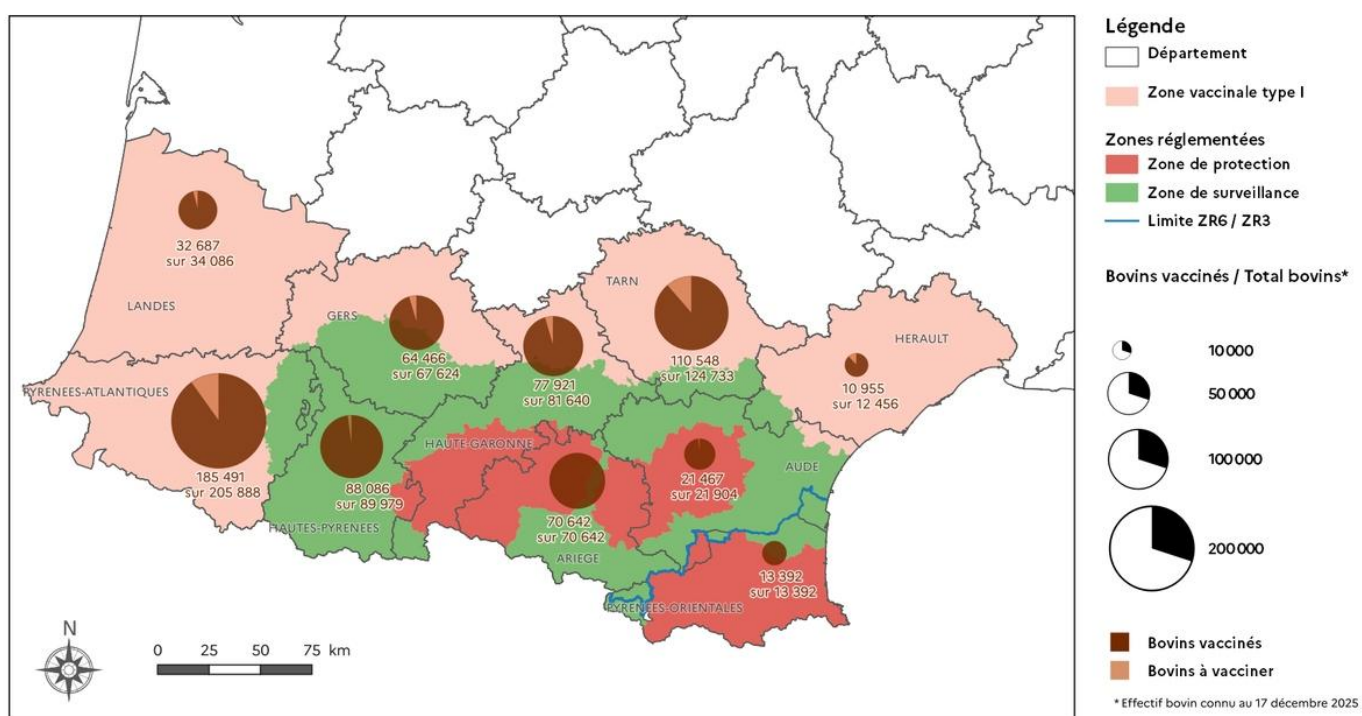 32 687
sur 34 086
LANDES
GERS
64 466
sur 67 624
TARN
110 548
sur 124 733
77 921
sur 81 640
HERAULT
10 955
sur 12 456
PYRENEES-ATLANTIQUES
185 491
sur 205 888
88 086
sur 89 979
HAUTES-PYRENEES
HAUTE-GARONNE
70 642
sur 70 642
ARIEGE
21 467
sur 21 904
AUDE
13 392
sur 13 392
PYRENEES-ORIENTALES
N
0 25 50 75 km
Légende
Département
Zone vaccinale type I
Zones réglementées
Zone de protection
Zone de surveillance
Limite ZR6 / ZR3
Bovins vaccinés / Total bovins*
10 000
50 000
100 000
200 000
Bovins vaccinés
Bovins à vacciner
* Effectif bovin connu au 17 décembre 2025